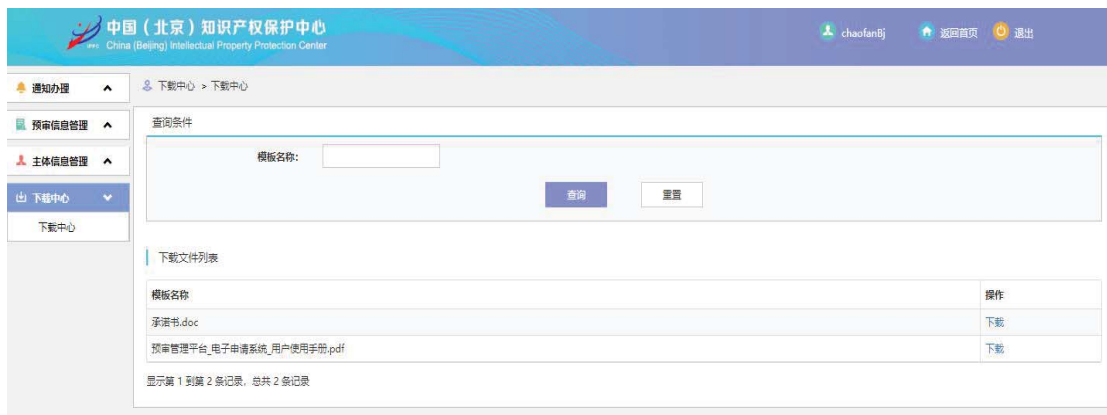 中国（北京）知识产权保护中心
China (Beijing) Intellectual Property Protection Center
chaofanBj
返回首页
退出
通知办理
预审信息管理
主体信息管理
下载中心
下载中心
下载中心 > 下载中心
查询条件
模板名称：
查询
重置
下载文件列表
模板名称
操作
承诺书.doc
下载
预审管理平台_电子申请系统_用户使用手册.pdf
下载
显示第 1 到第 2 条记录，总共 2 条记录